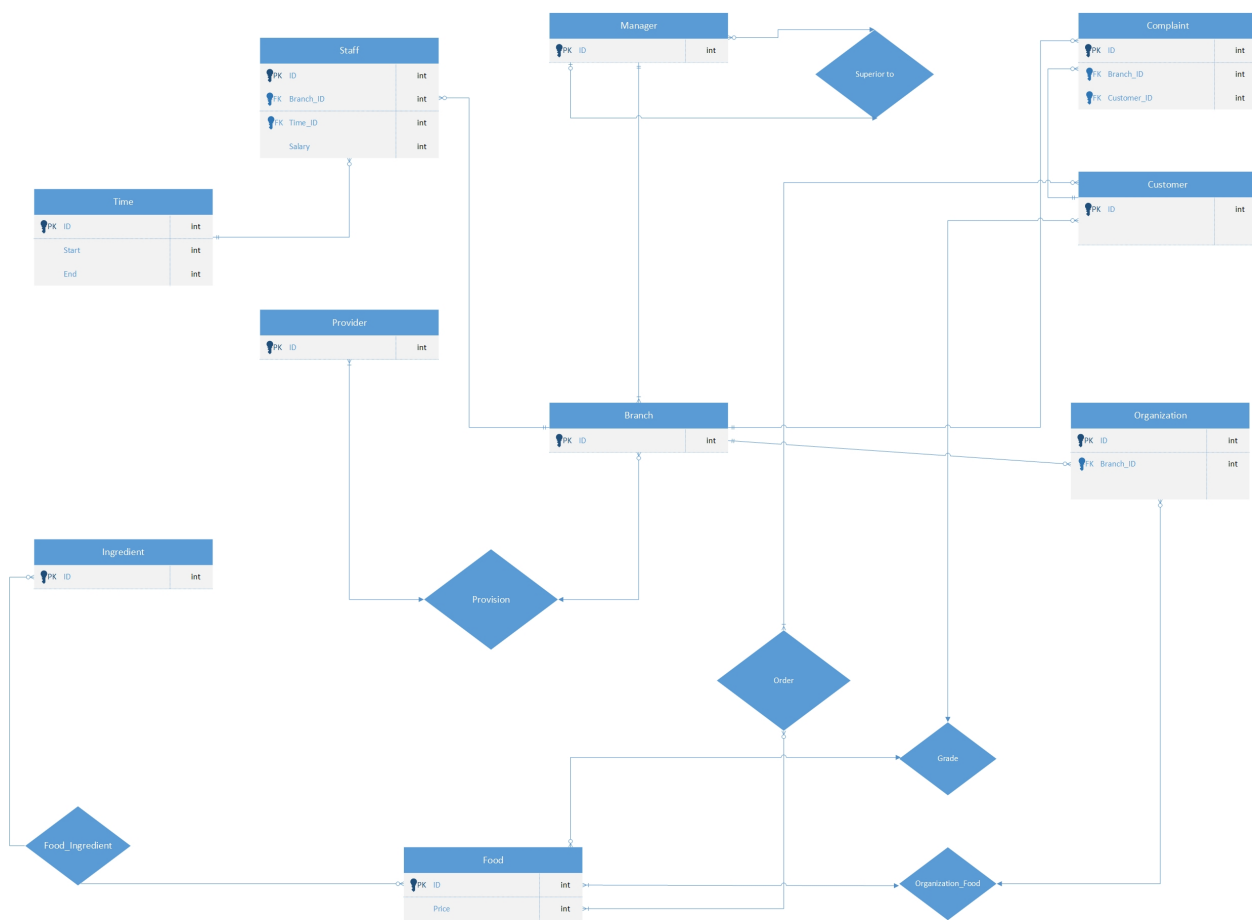 Manager
PK ID int
Complaint
PK ID int
FK Branch_ID int
FK Customer_ID int
Staff
PK ID int
FK Branch_ID int
FK Time_ID int
Salary int
Superior to
Customer
PK ID int
Time
PK ID int
Start int
End int
Provider
PK ID int
Branch
PK ID int
Organization
PK ID int
FK Branch_ID int
Ingredient
PK ID int
Provision
Order
Grade
Food_Ingredient
Food
PK ID int
Price int
Organization_Food